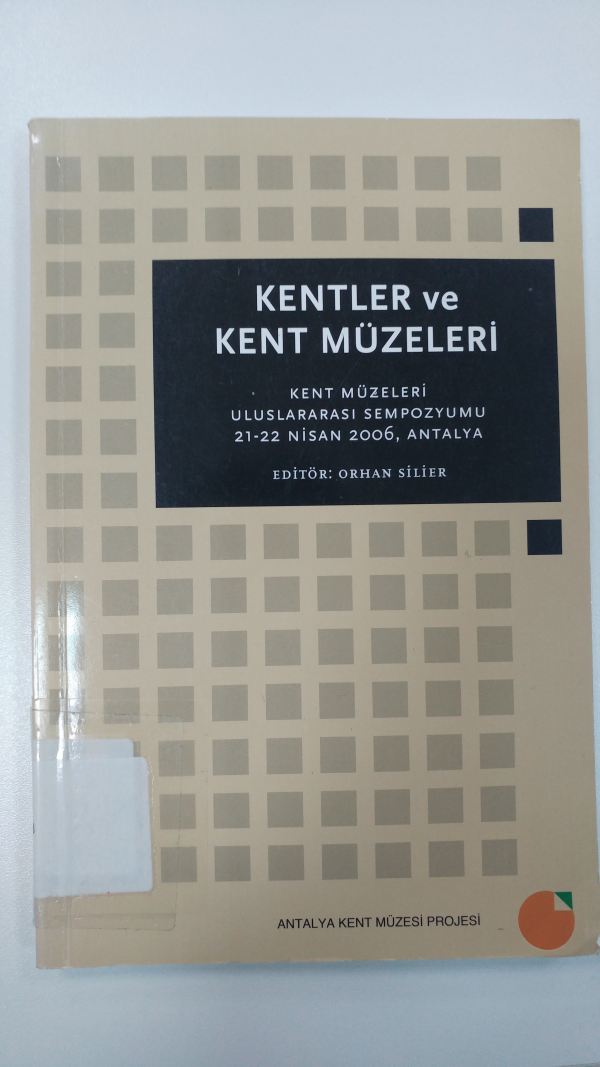 KENTLER ve
KENT MÜZELERİ
KENT MÜZELERİ
ULUSLARARASI SEMPOZYUMU
21-22 NİSAN 2006, ANTALYA
EDİTÖR: ORHAN SİLİER
ANTALYA KENT MÜZESİ PROJESİ